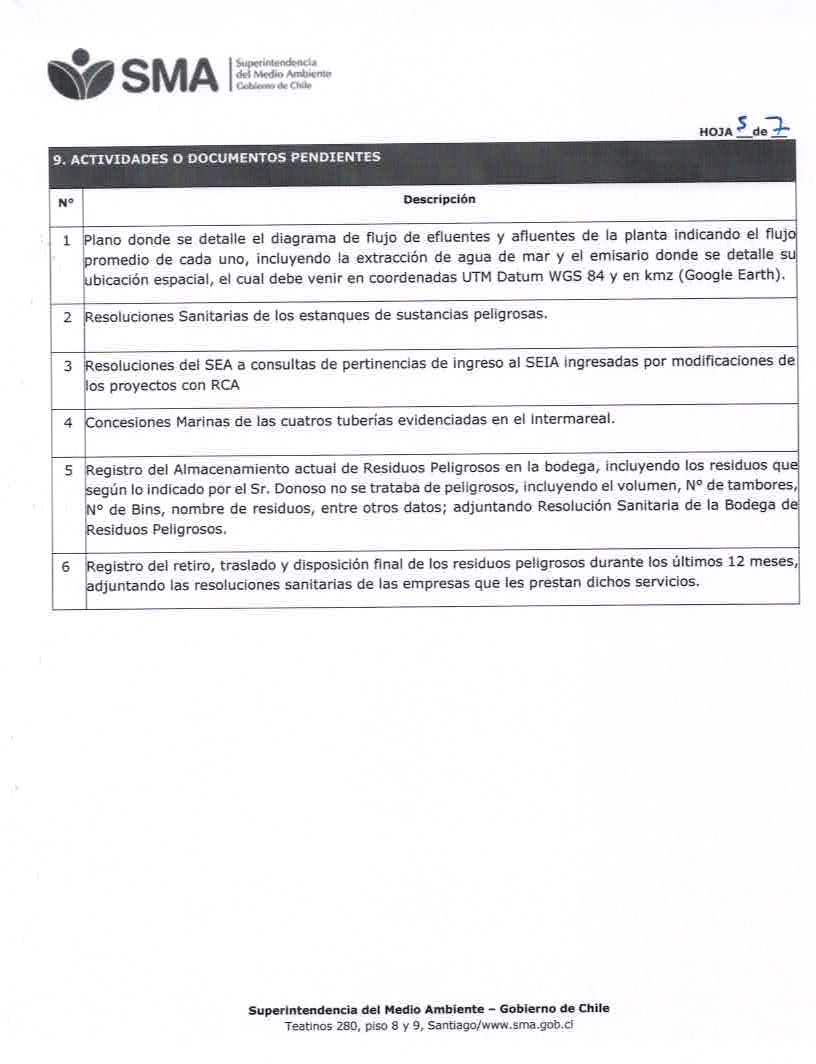 SMA
Superintendencia
del Medio Ambiente
Gobierno de Chile
HOJA 5 de 7
9. ACTIVIDADES O DOCUMENTOS PENDIENTES
N° Descripción
1 Plano donde se detalle el diagrama de flujo de efluentes y afluentes de la planta indicando el flujo
promedio de cada uno, incluyendo la extracción de agua de mar y el emisario donde se detalle su
ubicación espacial, el cual debe venir en coordenadas UTM Datum WGS 84 y en kmz (Google Earth).
2 Resoluciones Sanitarias de los estanques de sustancias peligrosas.
3 Resoluciones del SEA a consultas de pertinencias de ingreso al SEIA ingresadas por modificaciones de
los proyectos con RCA
4 Concesiones Marinas de las cuatros tuberías evidenciadas en el intermareal.
5 Registro del Almacenamiento actual de Residuos Peligrosos en la bodega, incluyendo los residuos que
según lo indicado por el Sr. Donoso no se trataba de peligrosos, incluyendo el volumen, N° de tambores,
N° de Bins, nombre de residuos, entre otros datos; adjuntando Resolución Sanitaria de la Bodega de
Residuos Peligrosos.
6 Registro del retiro, traslado y disposición final de los residuos peligrosos durante los últimos 12 meses,
adjuntando las resoluciones sanitarias de las empresas que les prestan dichos servicios.
Superintendencia del Medio Ambiente – Gobierno de Chile
Teatinos 280, piso 8 y 9, Santiago/www.sma.gob.cl